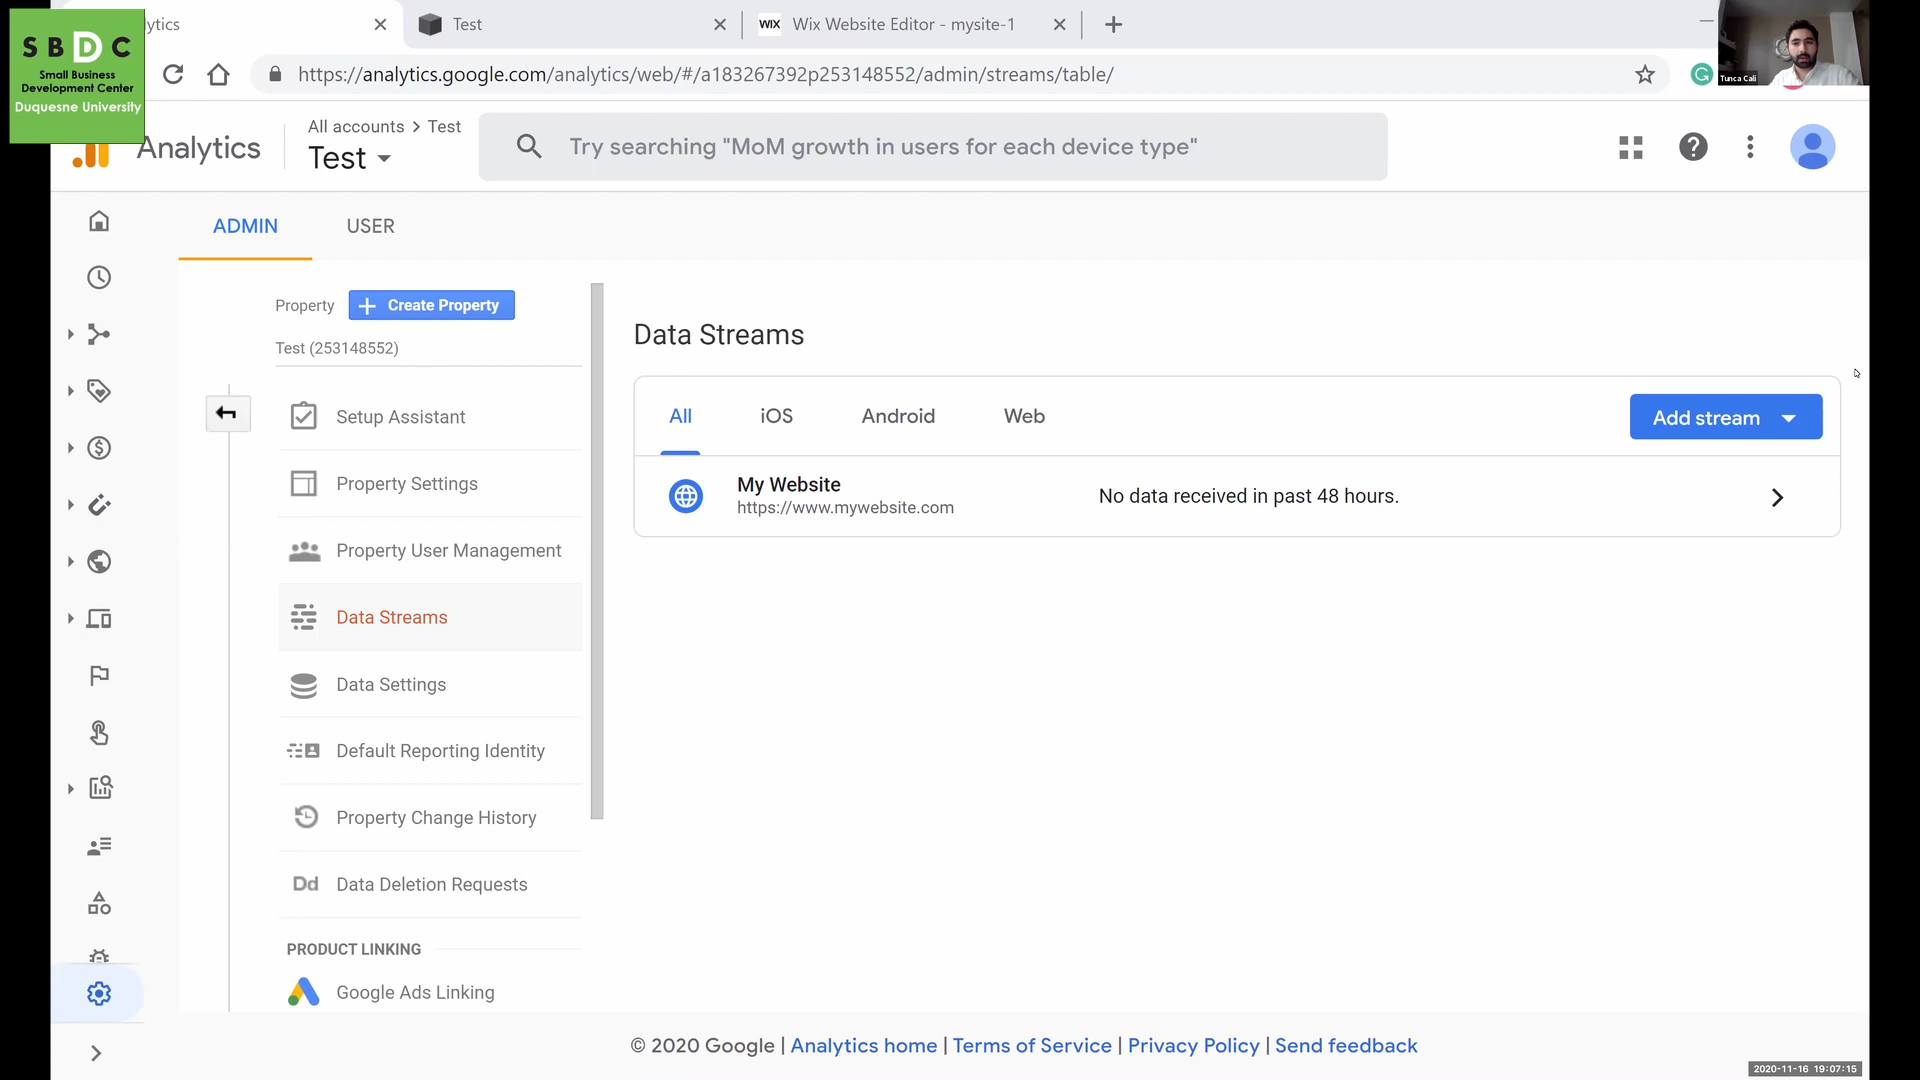 lytics
Test
WIX Wix Website Editor - mysite-1
S B D C
Small Business
Development Center
Duquesne University
https://analytics.google.com/analytics/web/#/a183267392p253148552/admin/streams/table/
Tunca Cali
Analytics
All accounts > Test
Test
Try searching "MoM growth in users for each device type"
ADMIN
USER
Property
Create Property
Test (253148552)
Setup Assistant
Property Settings
Property User Management
Data Streams
Data Settings
Default Reporting Identity
Property Change History
Dd Data Deletion Requests
PRODUCT LINKING
Google Ads Linking
Data Streams
All iOS Android Web
Add stream
My Website
https://www.mywebsite.com
No data received in past 48 hours.
© 2020 Google | Analytics home | Terms of Service | Privacy Policy | Send feedback
2020-11-16 19:07:15